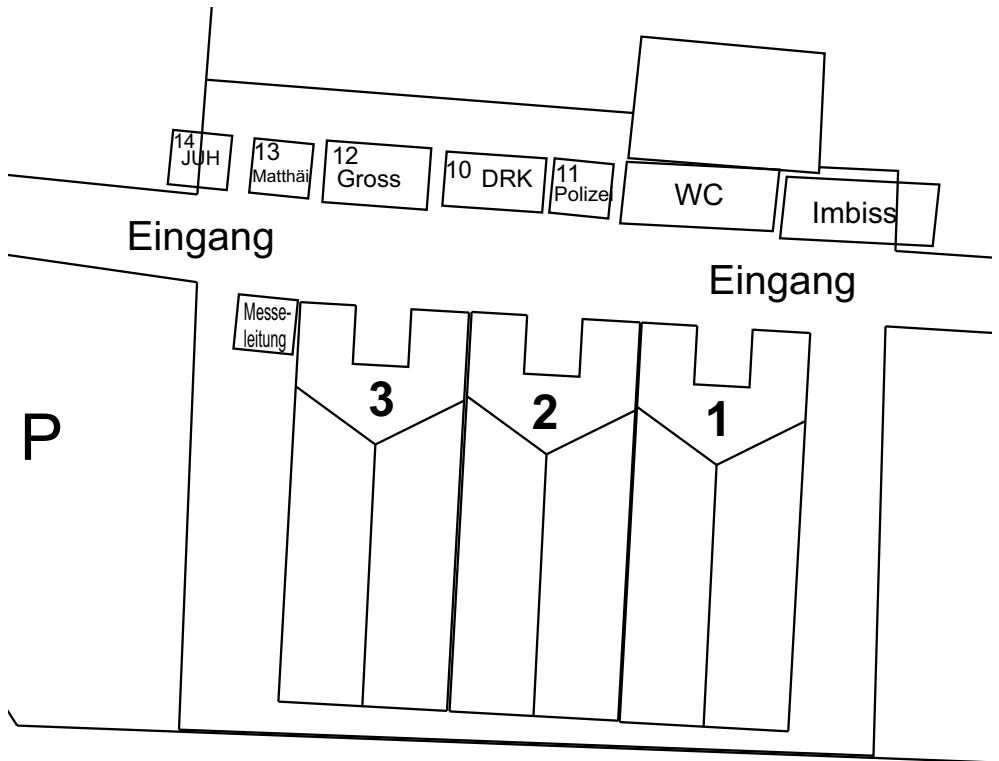 14
JUH
13
Matthäi
12
Gross
10 DRK
11
Polizei
WC
Imbiss
Eingang
Eingang
Messe-
leitung
3
2
1
P